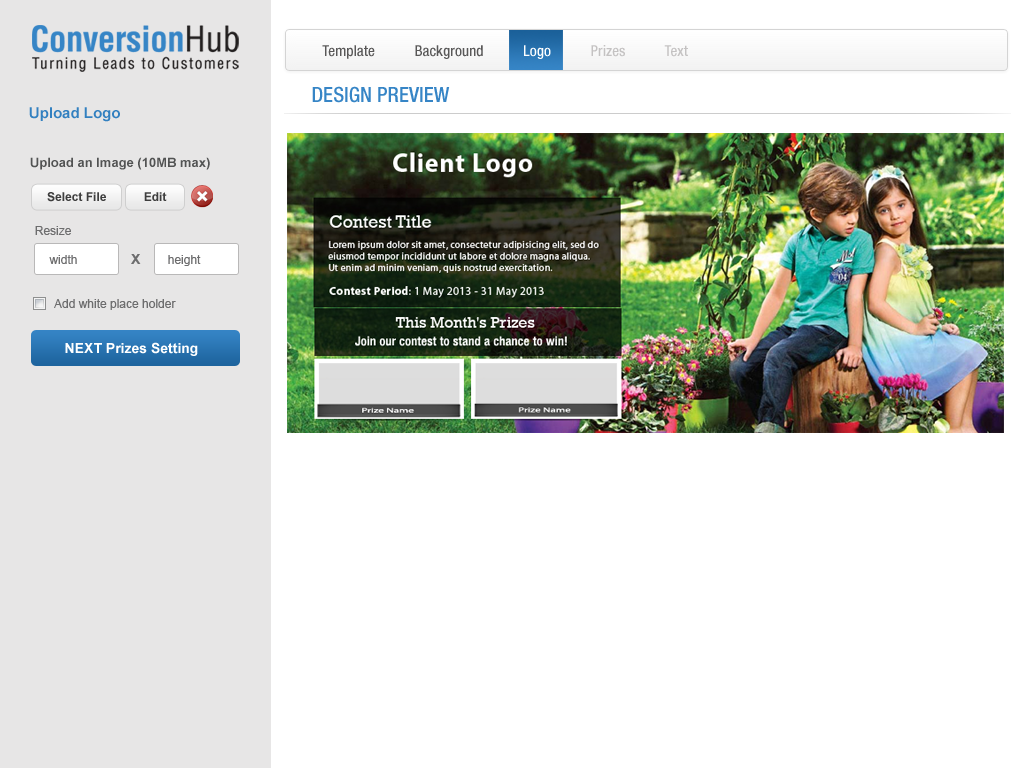 ConversionHub
Turning Leads to Customers
Upload Logo
Upload an Image (10MB max)
Select File
Edit
Resize
width
X
height
Add white place holder
NEXT Prizes Setting
Template
Background
Logo
Prizes
Text
DESIGN PREVIEW
Client Logo
Contest Title
Lorem ipsum dolor sit amet, consectetur adipisicing elit, sed do
eiusmod tempor incididunt ut labore et dolore magna aliqua.
Ut enim ad minim veniam, quis nostrud exercitation.
Contest Period: 1 May 2013 - 31 May 2013
This Month's Prizes
Join our contest to stand a chance to win!
Prize Name
Prize Name
04